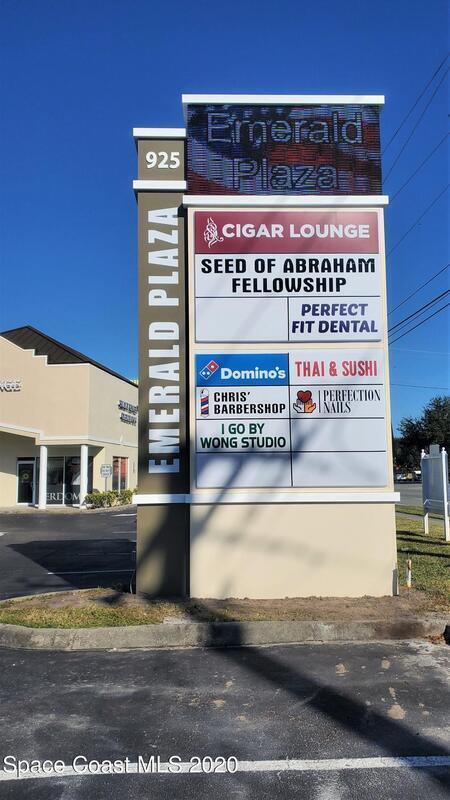 Emerald
Plaza
925
EMERALD PLAZA
CIGAR LOUNGE
SEED OF ABRAHAM
FELLOWSHIP
PERFECT
FIT DENTAL
Domino's
THAI & SUSHI
CHRIS'
BARBERSHOP
PERFECTION
NAILS
I GO BY
WONG STUDIO
Space Coast MLS 2020